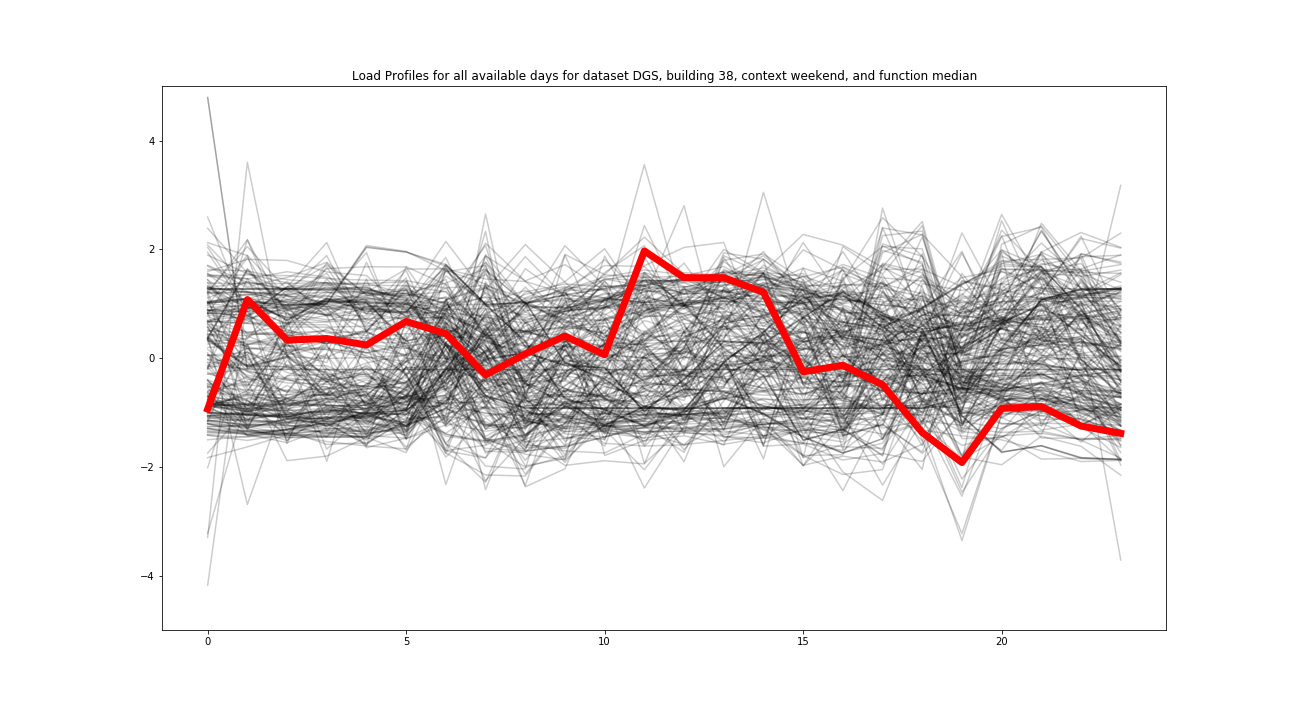 Load Profiles for all available days for dataset DGS, building 38, context weekend, and function median
4
2
0
−2
−4
0 5 10 15 20